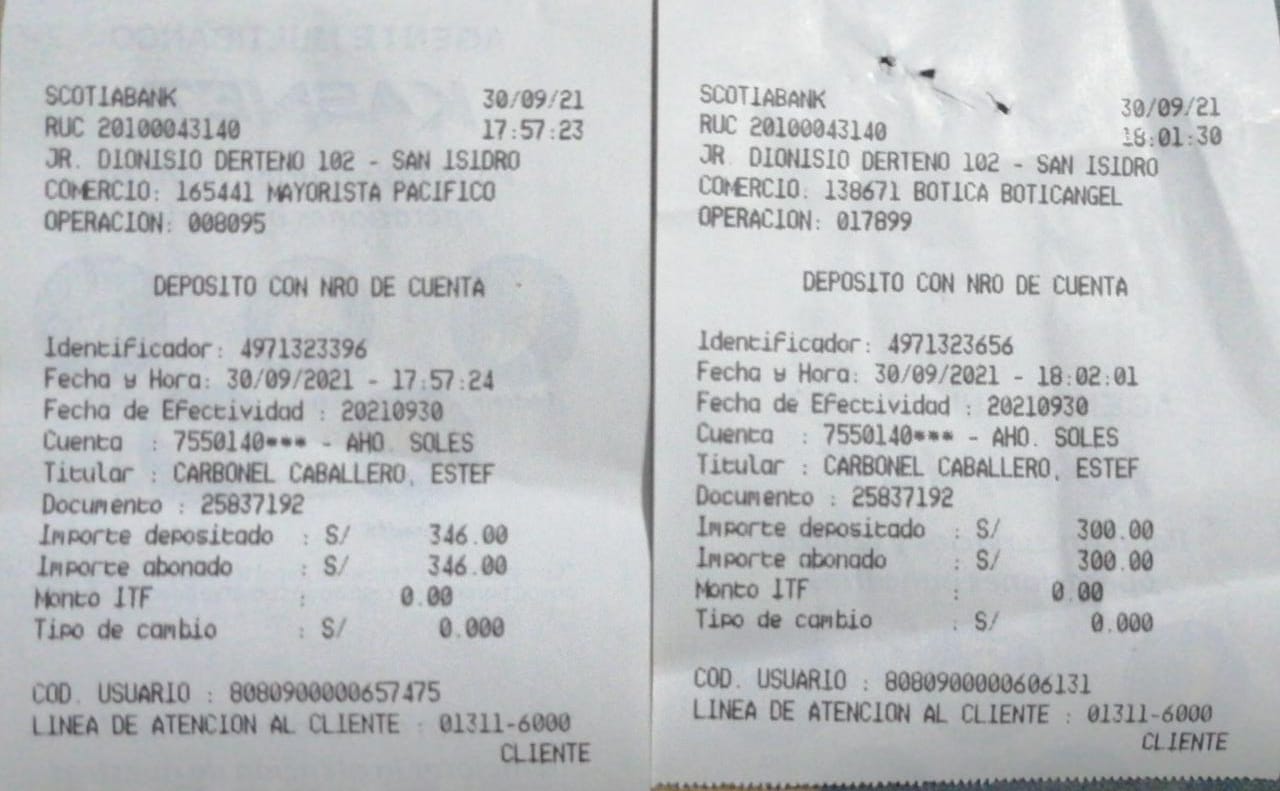 SCOTIABANK 30/09/21
RUC 20100043140 17:57:23
JR. DIONISIO DERTENO 102 - SAN ISIDRO
COMERCIO: 165441 MAYORISTA PACIFICO
OPERACION: 008095
DEPOSITO CON NRO DE CUENTA
Identificador: 4971323396
Fecha y Hora: 30/09/2021 - 17:57:24
Fecha de Efectividad : 20210930
Cuenta : 7550140*** - AHO. SOLES
Titular : CARBONEL CABALLERO, ESTEF
Documento : 25837192
Importe depositado : S/ 346.00
Importe abonado : S/ 346.00
Monto ITF : 0.00
Tipo de cambio : S/ 0.000
COD. USUARIO : 8080900000657475
LINEA DE ATENCION AL CLIENTE : 01311-6000
CLIENTE
SCOTIABANK 30/09/21
RUC 20100043140 18:01:30
JR. DIONISIO DERTENO 102 - SAN ISIDRO
COMERCIO: 138671 BOTICA BOTICANGEL
OPERACION: 017899
DEPOSITO CON NRO DE CUENTA
Identificador: 4971323656
Fecha y Hora: 30/09/2021 - 18:02:01
Fecha de Efectividad : 20210930
Cuenta : 7550140*** - AHO. SOLES
Titular : CARBONEL CABALLERO, ESTEF
Documento : 25837192
Importe depositado : S/ 300.00
Importe abonado : S/ 300.00
Monto ITF : 0.00
Tipo de cambio : S/ 0.000
COD. USUARIO : 8080900000606131
LINEA DE ATENCION AL CLIENTE : 01311-6000
CLIENTE